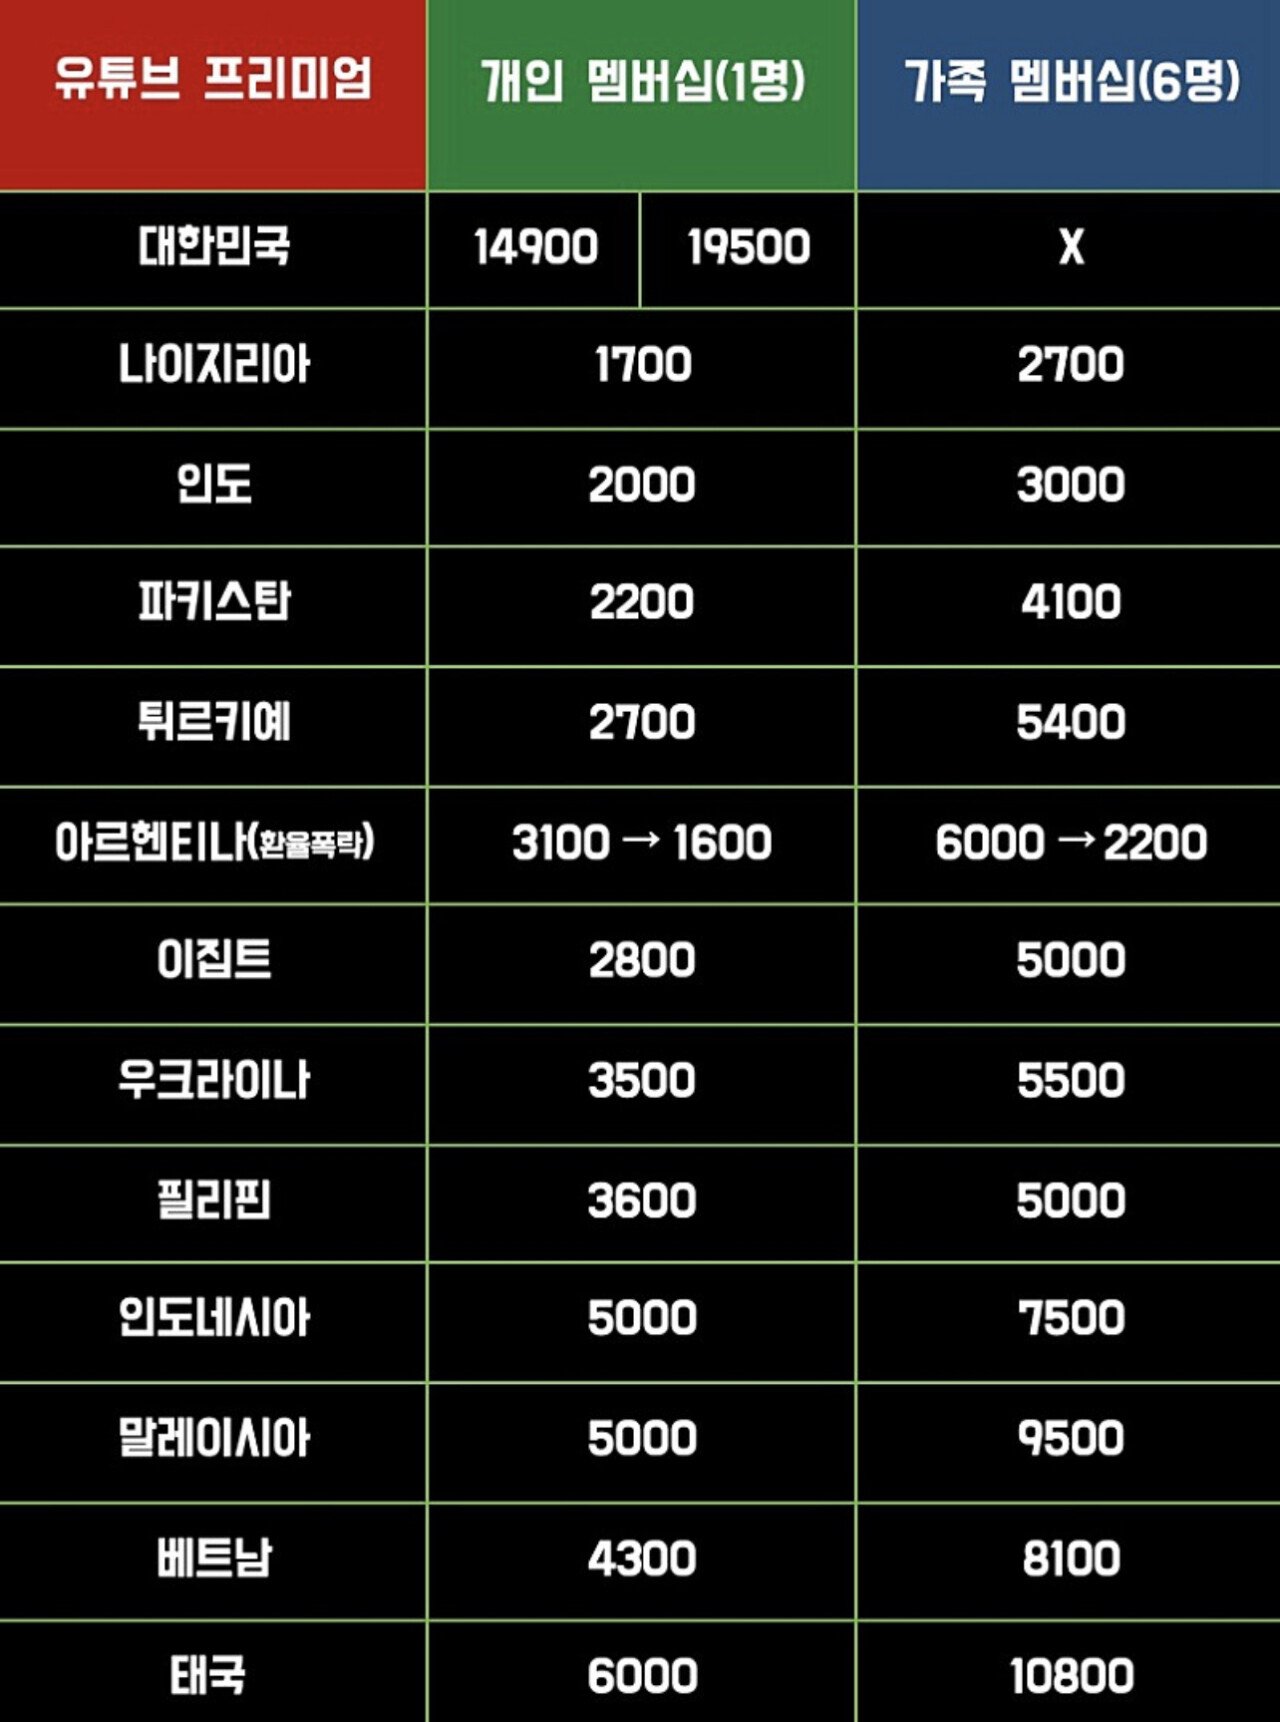 유튜브 프리미엄 개인 멤버십(1명) 가족 멤버십(6명)
대한민국 14900 19500 X
나이지리아 1700 2700
인도 2000 3000
파키스탄 2200 4100
튀르키예 2700 5400
아르헨티나(환율폭락) 3100 → 1600 6000 → 2200
이집트 2800 5000
우크라이나 3500 5500
필리핀 3600 5000
인도네시아 5000 7500
말레이시아 5000 9500
베트남 4300 8100
태국 6000 10800